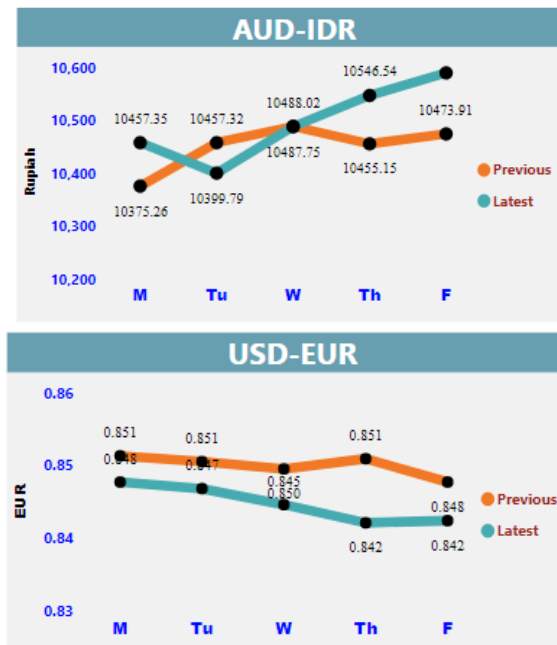 AUD-IDR
10,600
10546.54
10457.35 10457.32 10488.02 10473.91
10,500
10487.75
10455.15
10,400
10375.26 10399.79
10,300
10,200
Rupiah
Previous
Latest
M Tu W Th F
USD-EUR
0.86
0.851 0.851 0.851
0.85
0.848 0.847 0.845
0.850
0.848
0.84
0.842 0.842
0.83
EUR
Previous
Latest
M Tu W Th F